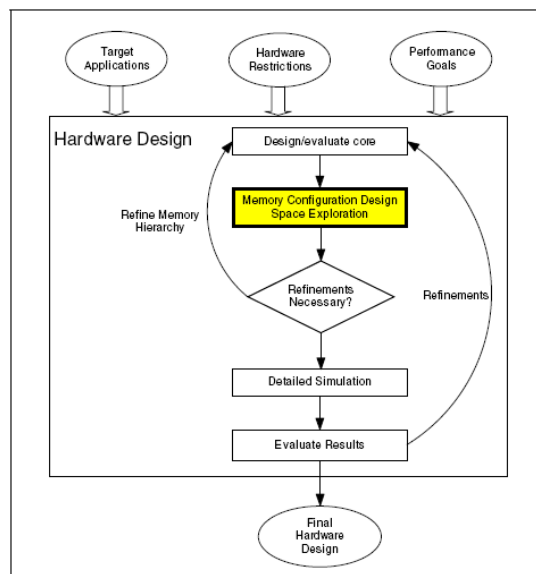 Target
Applications
Hardware
Restrictions
Performance
Goals
Hardware Design
Design/evaluate core
Memory Configuration Design
Space Exploration
Refine Memory
Hierarchy
Refinements
Necessary?
Refinements
Detailed Simulation
Evaluate Results
Final
Hardware
Design